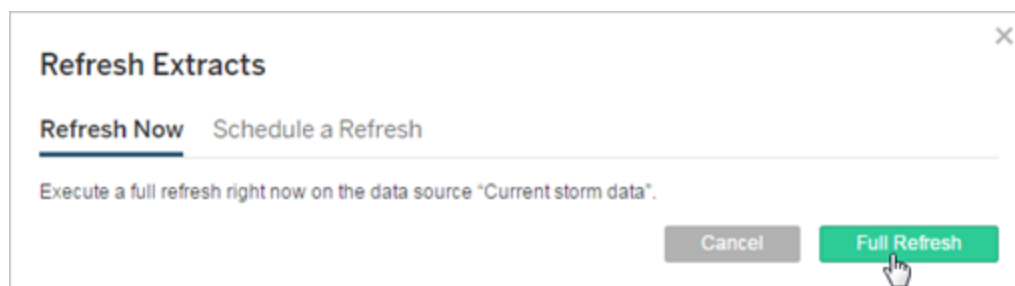 Refresh Extracts
Refresh Now Schedule a Refresh
Execute a full refresh right now on the data source “Current storm data”.
Cancel Full Refresh